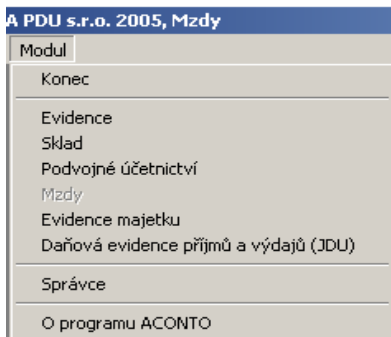 A PDU s.r.o. 2005, Mzdy
Modul
Konec
Evidence
Sklad
Podvojné účetnictví
Mzdy
Evidence majetku
Daňová evidence příjmů a výdajů (JDU)
Správce
O programu ACONTO